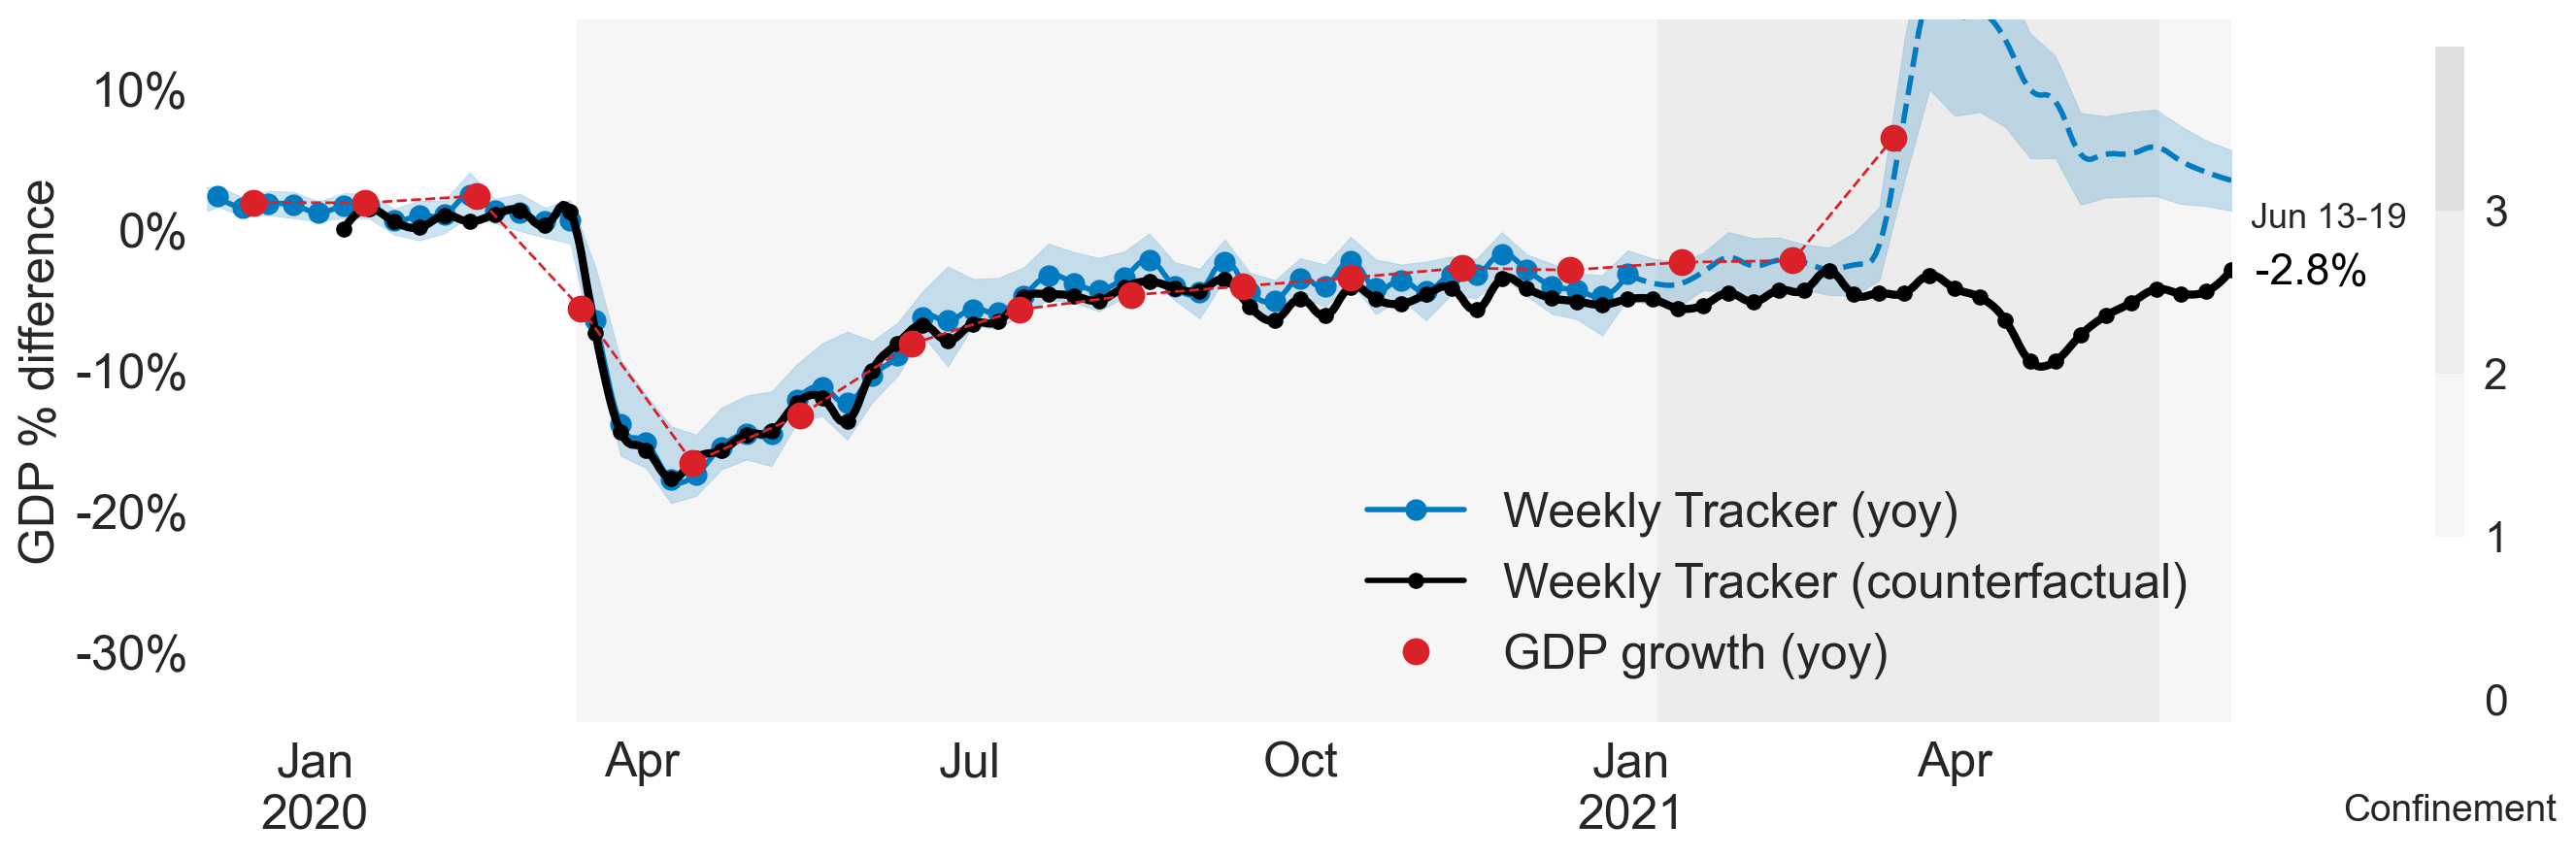 GDP % difference
10%
0%
-10%
-20%
-30%
Jan
2020
Apr
Jul
Oct
Jan
2021
Apr
Weekly Tracker (yoy)
Weekly Tracker (counterfactual)
GDP growth (yoy)
Jun 13-19
-2.8%
3
2
1
0
Confinement